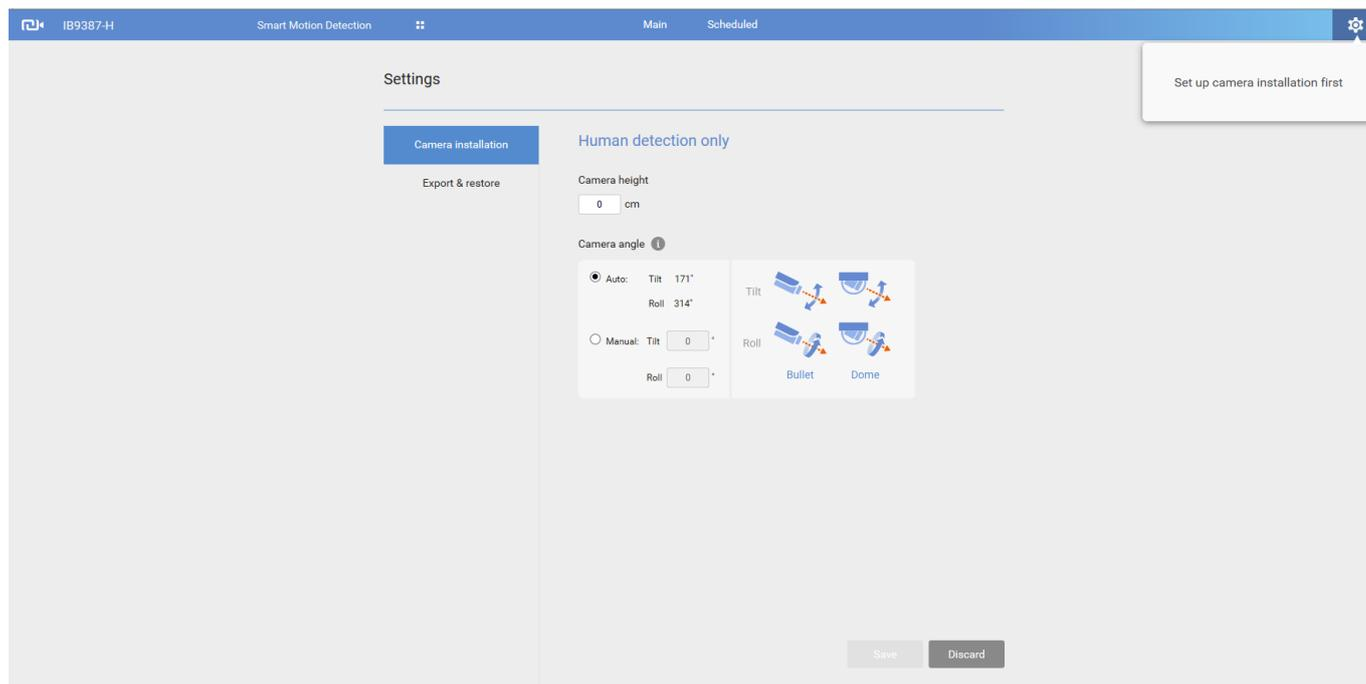 IB9387-H Smart Motion Detection Main Scheduled
Set up camera installation first
Settings
Camera installation
Export & restore
Human detection only
Camera height
0 cm
Camera angle i
Auto: Tilt 171°
Roll 314°
Manual: Tilt 0 °
Roll 0 °
Tilt
Roll
Bullet Dome
Save Discard